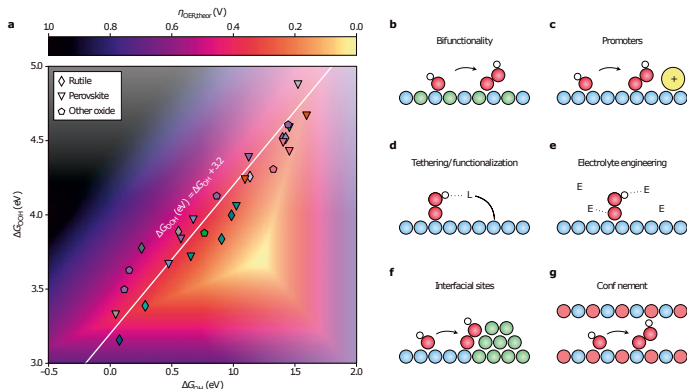 η_OER,theor (V)
1.0 0.8 0.6 0.4 0.2 0.0
a
Rutile
Perovskite
Other oxide
ΔG_OOH (eV) = ΔG_OH + 3.2
ΔG_OOH (eV)
5.0
4.5
4.0
3.5
3.0
–0.5 0 0.5 1.0 1.5 2.0
ΔG_OH (eV)
b
Bifunctionality
c
Promoters
+
d
Tethering/functionalization
L
e
Electrolyte engineering
E
E
E
E
f
Interfacial sites
g
Confinement